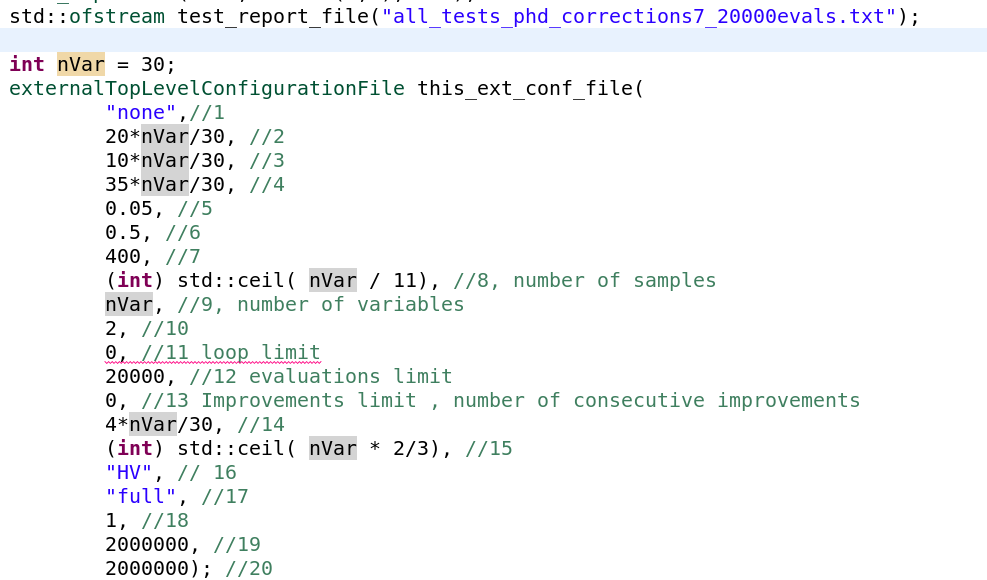 std::ofstream test_report_file("all_tests_phd_corrections7_20000evals.txt");
int nVar = 30;
externalTopLevelConfigurationFile this_ext_conf_file(
"none",//1
20*nVar/30, //2
10*nVar/30, //3
35*nVar/30, //4
0.05, //5
0.5, //6
400, //7
(int) std::ceil( nVar / 11), //8, number of samples
nVar, //9, number of variables
2, //10
0, //11 loop limit
20000, //12 evaluations limit
0, //13 Improvements limit , number of consecutive improvements
4*nVar/30, //14
(int) std::ceil( nVar * 2/3), //15
"HV", // 16
"full", //17
1, //18
2000000, //19
2000000); //20